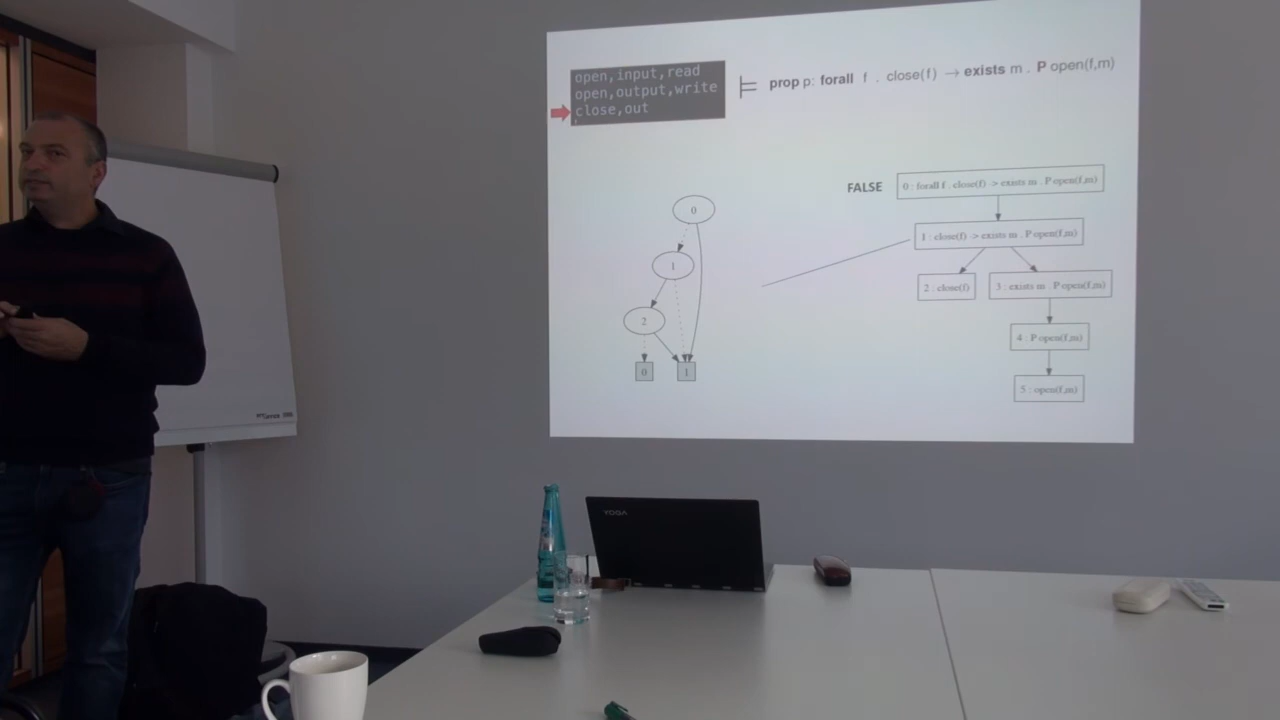 open,input,read
open,output,write
close,out
⊨ prop p: forall f . close(f) → exists m . P open(f,m)
FALSE
0 : forall f . close(f) -> exists m . P open(f,m)
1 : close(f) -> exists m . P open(f,m)
2 : close(f)
3 : exists m . P open(f,m)
4 : P open(f,m)
5 : open(f,m)
0
1
2
0
1
YOGA